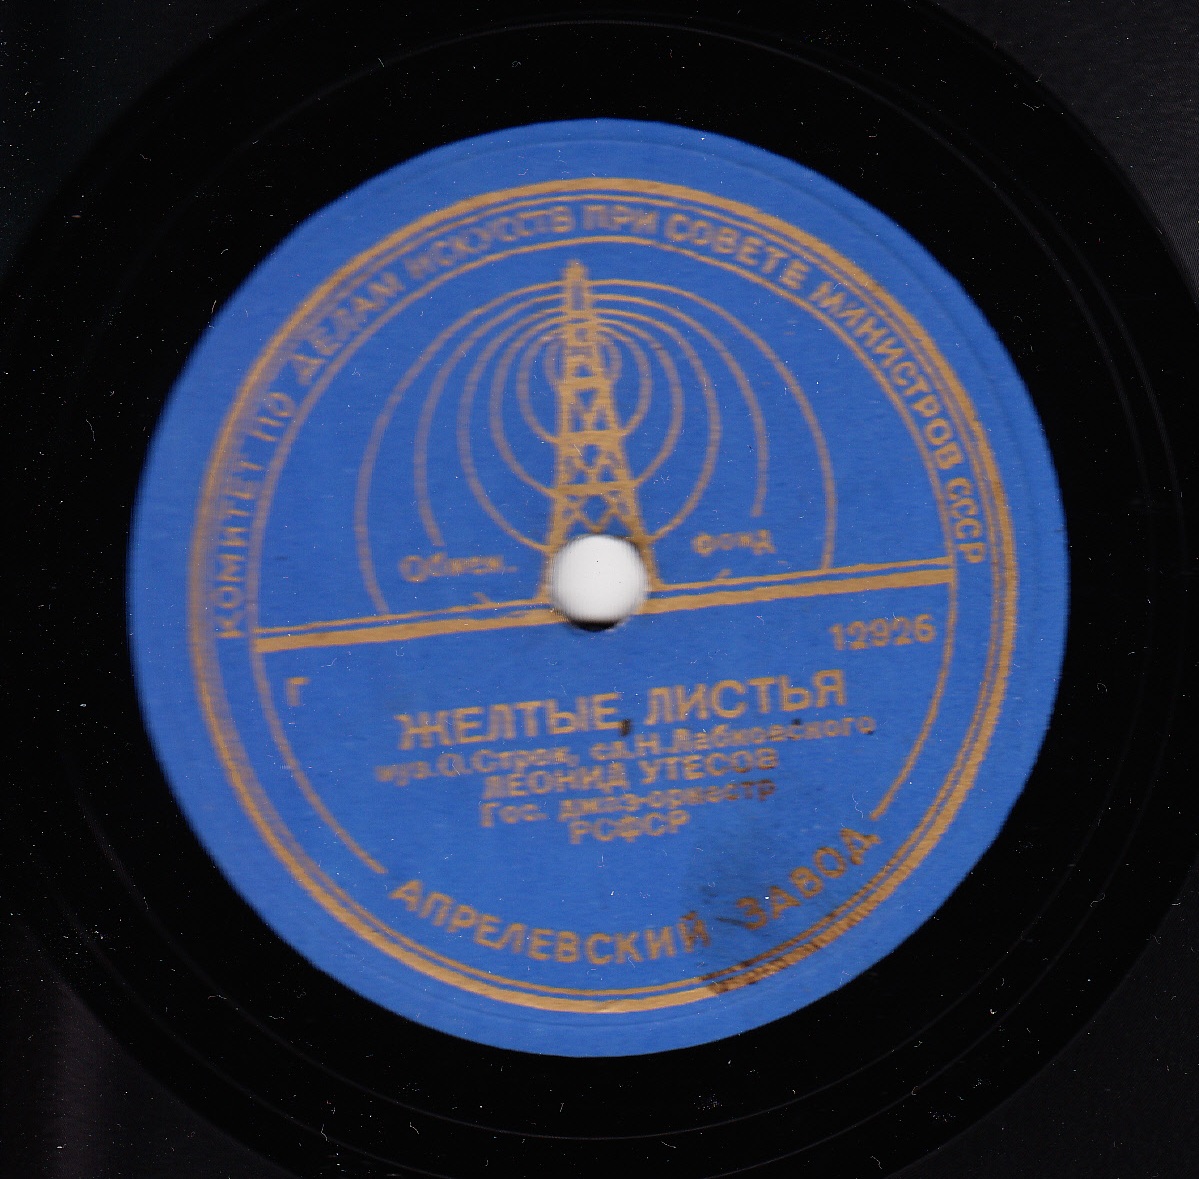 КОМИТЕТ ПО ДЕЛАМ ИСКУССТВ ПРИ СОВЕТЕ МИНИСТРОВ СССР
Обмен. фонд
12926
Г
ЖЕЛТЫЕ ЛИСТЬЯ
муз.О.Строк, сл.Н.Лабковского
ЛЕОНИД УТЕСОВ
Гос. джаз-оркестр
РСФСР
АПРЕЛЕВСКИЙ ЗАВОД